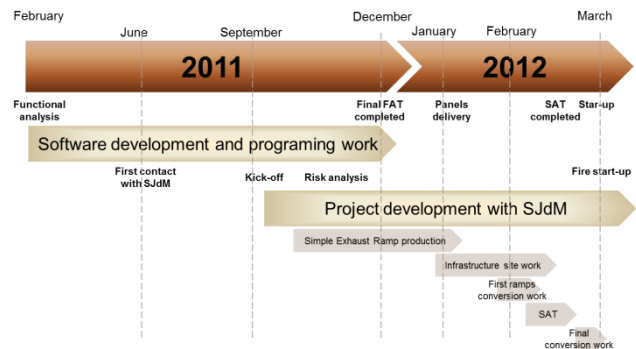 February
December
March
June
September
January
February
2011
2012
Functional
analysis
Final FAT
completed
Panels
delivery
SAT
completed
Star-up
Software development and programing work
First contact
with SJdM
Kick-off
Risk analysis
Fire start-up
Project development with SJdM
Simple Exhaust Ramp production
Infrastructure site work
First ramps
conversion work
SAT
Final
conversion work